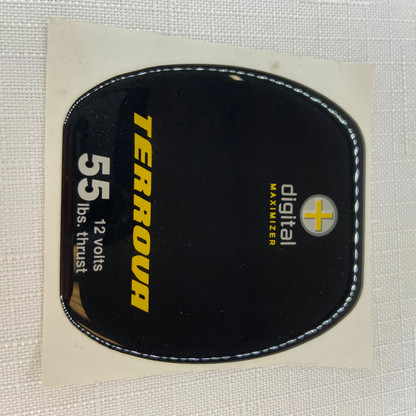 digital
MAXIMIZER
TERROVA
55 12 volts
lbs. thrust